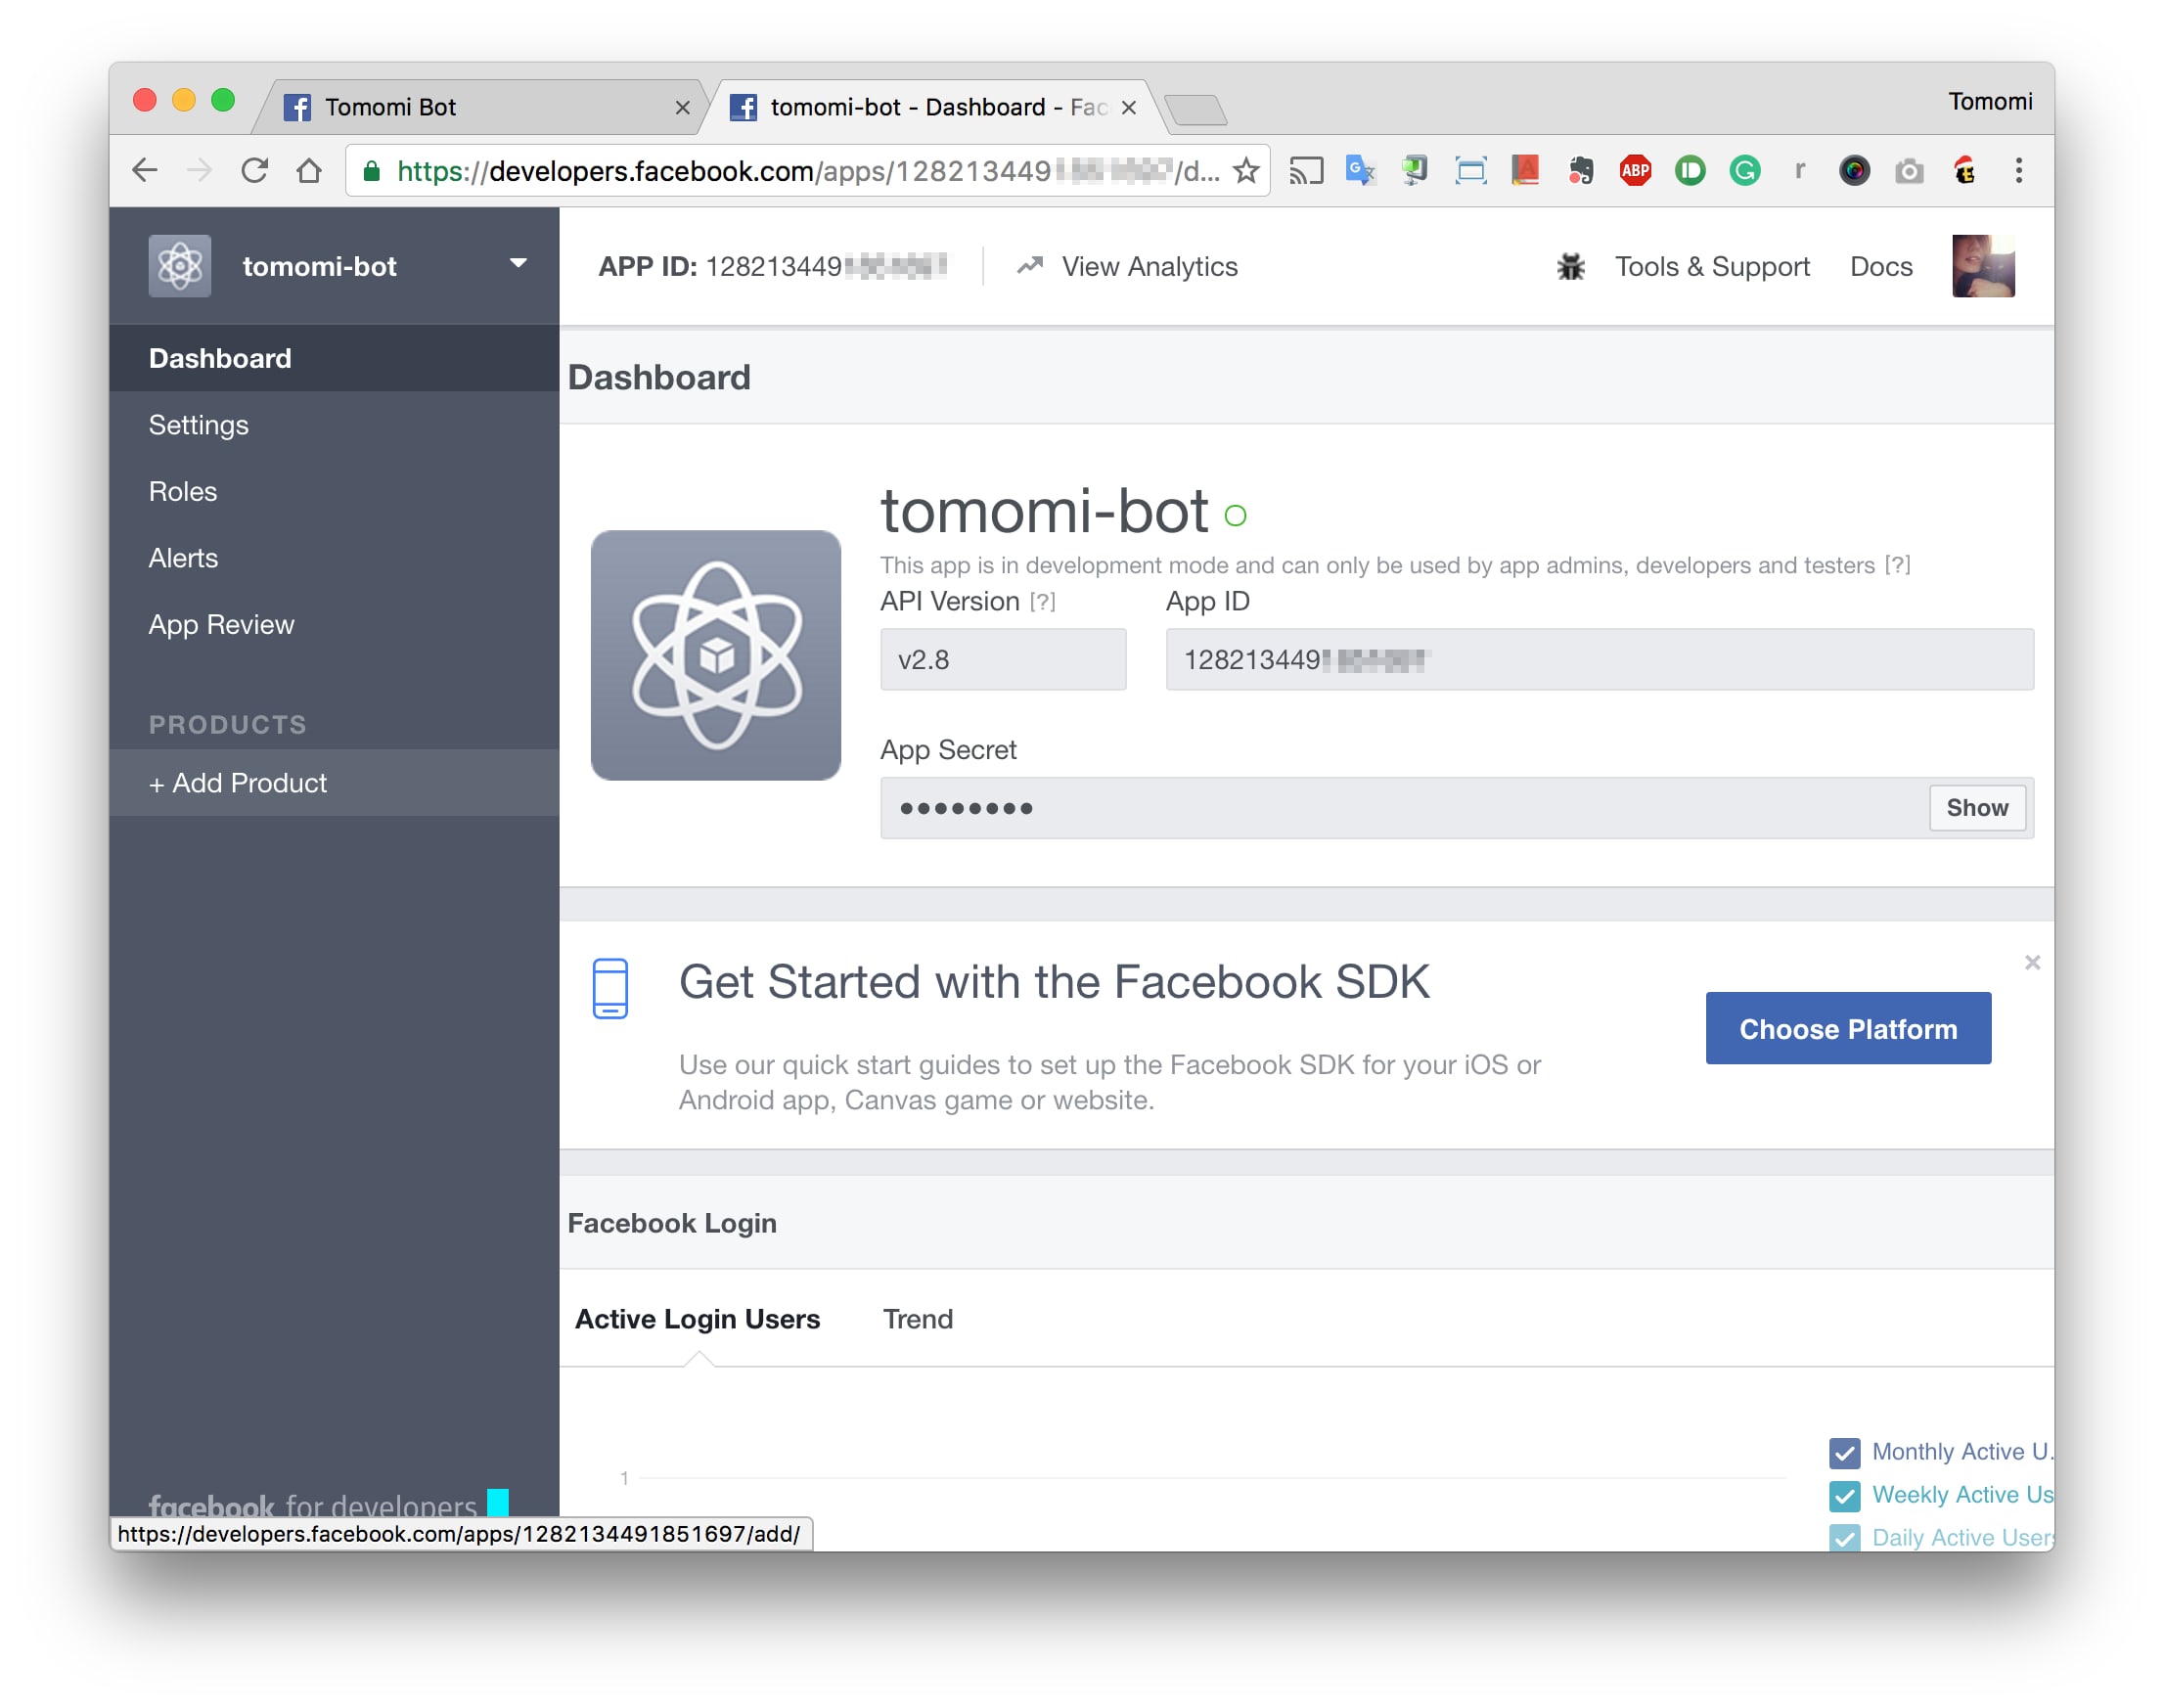 Tomomi Bot
tomomi-bot - Dashboard - Fac
Tomomi
https://developers.facebook.com/apps/128213449 /d...
tomomi-bot
APP ID: 128213449
View Analytics
Tools & Support
Docs
Dashboard
Settings
Roles
Alerts
App Review
PRODUCTS
+ Add Product
facebook for developers
https://developers.facebook.com/apps/1282134491851697/add/
Dashboard
tomomi-bot
This app is in development mode and can only be used by app admins, developers and testers [?]
API Version [?]
App ID
v2.8
128213449
App Secret
••••••••
Show
Get Started with the Facebook SDK
Use our quick start guides to set up the Facebook SDK for your iOS or
Android app, Canvas game or website.
Choose Platform
Facebook Login
Active Login Users
Trend
1
Monthly Active U.
Weekly Active Us
Daily Active Users
ABP